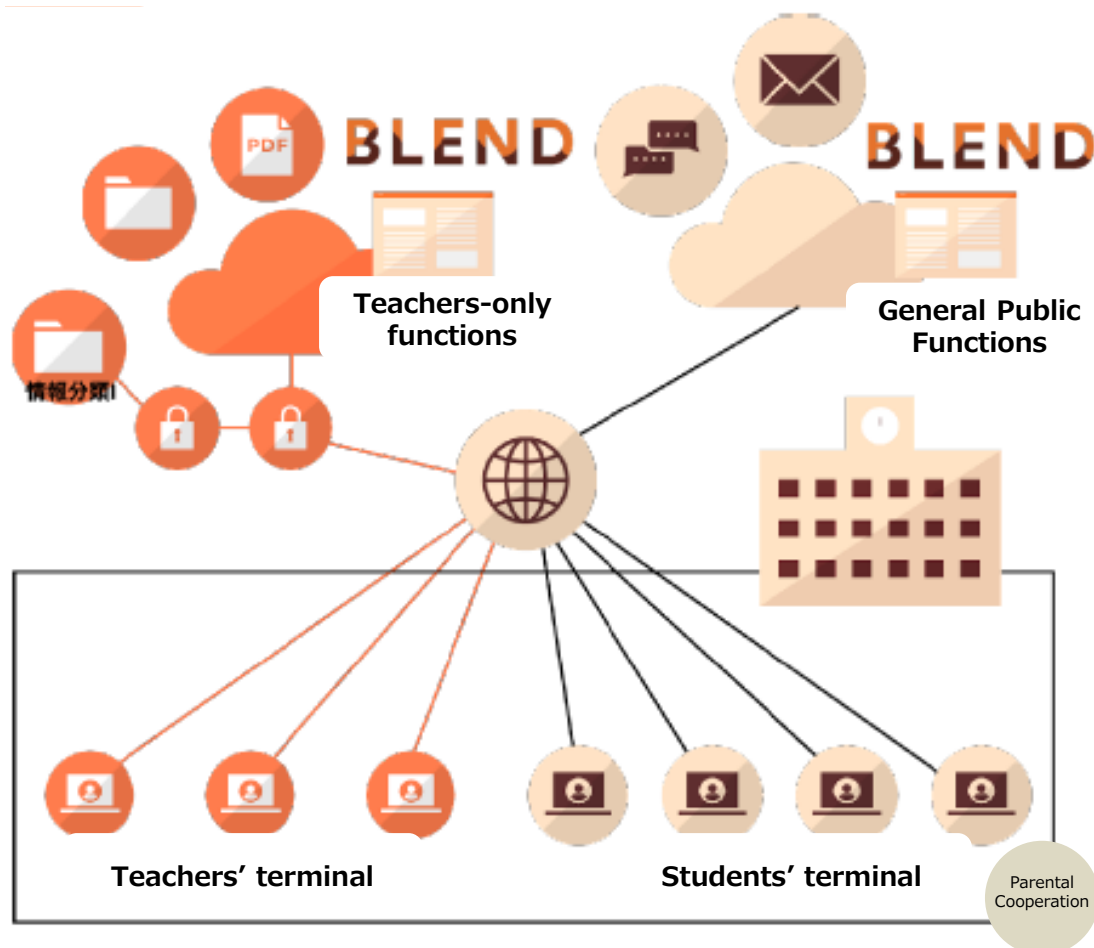 PDF
BLEND
BLEND
Teachers-only
functions
General Public
Functions
情報分類I
Teachers’ terminal
Students’ terminal
Parental
Cooperation